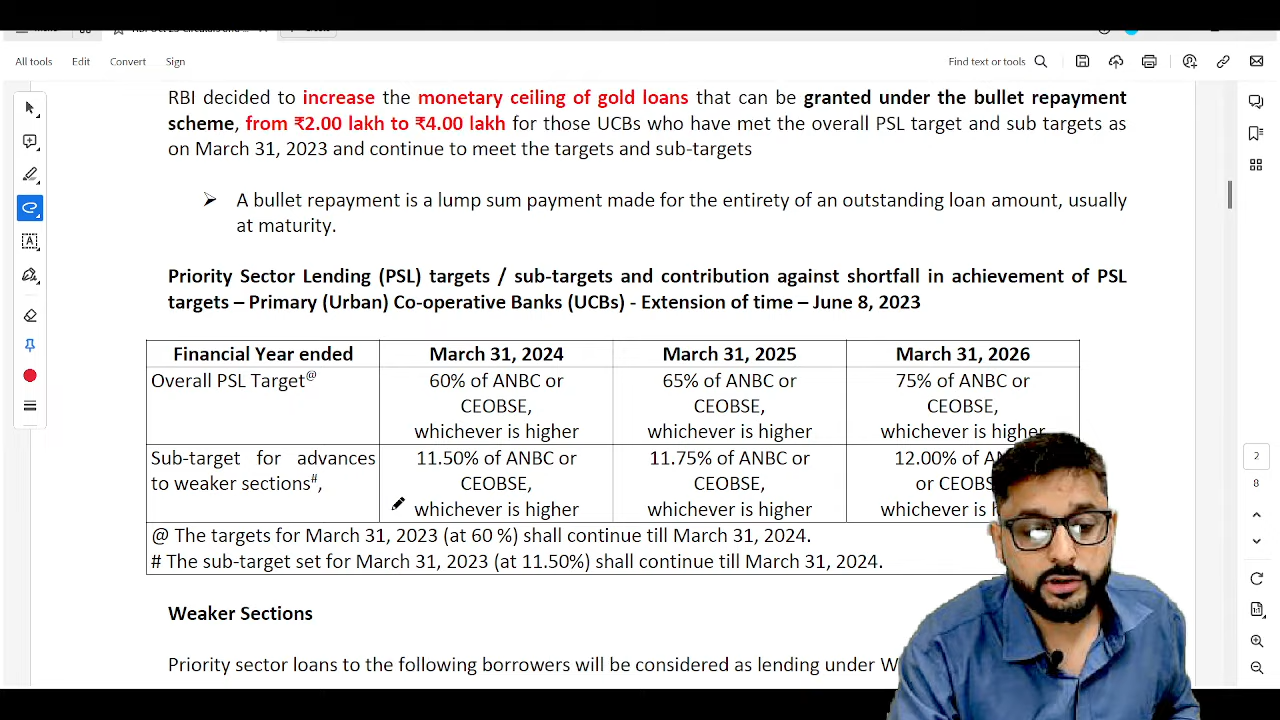 All tools Edit Convert Sign Find text or tools
RBI decided to increase the monetary ceiling of gold loans that can be granted under the bullet repayment
scheme, from ₹2.00 lakh to ₹4.00 lakh for those UCBs who have met the overall PSL target and sub targets as
on March 31, 2023 and continue to meet the targets and sub-targets
➢ A bullet repayment is a lump sum payment made for the entirety of an outstanding loan amount, usually
at maturity.
Priority Sector Lending (PSL) targets / sub-targets and contribution against shortfall in achievement of PSL
targets – Primary (Urban) Co-operative Banks (UCBs) - Extension of time – June 8, 2023
Financial Year ended March 31, 2024 March 31, 2025 March 31, 2026
Overall PSL Target@ 60% of ANBC or 65% of ANBC or 75% of ANBC or
CEOBSE, CEOBSE, CEOBSE,
whichever is higher whichever is higher whichever is higher
Sub-target for advances 11.50% of ANBC or 11.75% of ANBC or 12.00% of
to weaker sections#, CEOBSE, CEOBSE, or
whichever is higher whichever is higher whichever is
@ The targets for March 31, 2023 (at 60 %) shall continue till March 31, 2024.
# The sub-target set for March 31, 2023 (at 11.50%) shall continue till March 31, 2024.
Weaker Sections
Priority sector loans to the following borrowers will be considered as lending under
2
8